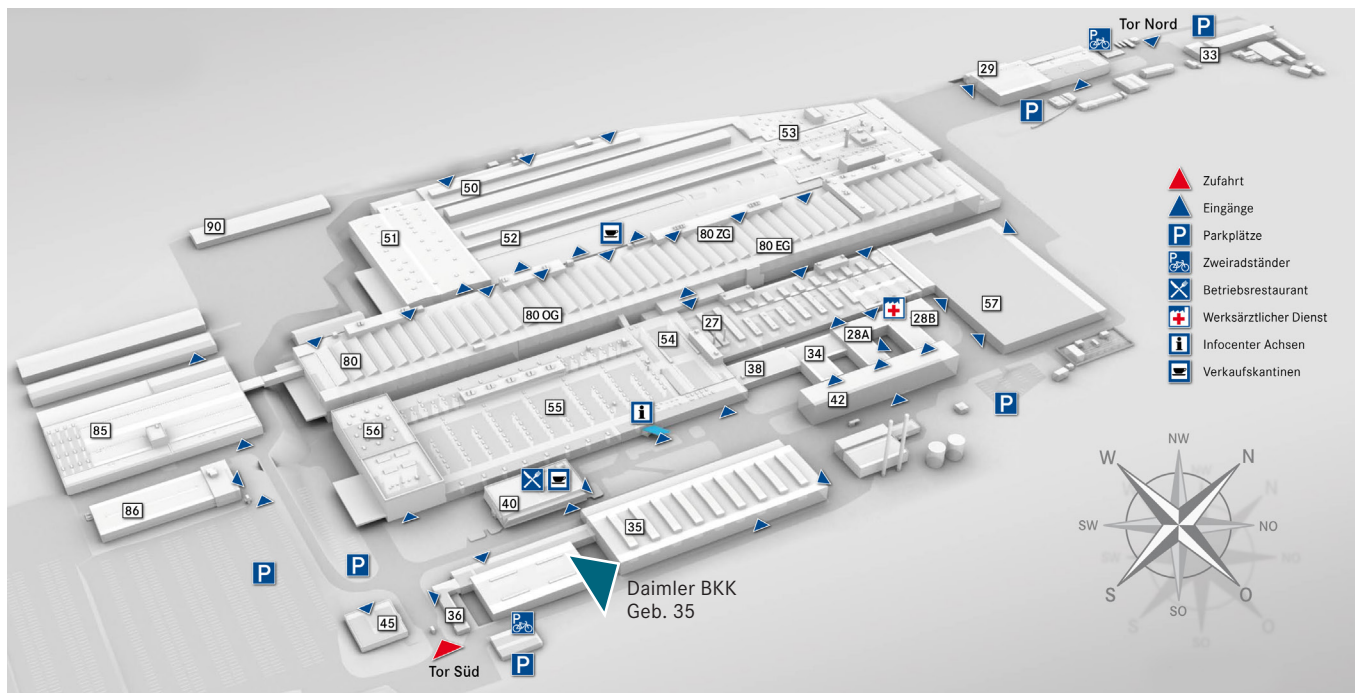 Tor Nord
P
P
33
29
P
53
50
90
51
52
80 ZG
80 EG
80 OG
57
28B
28A
27
54
34
38
80
42
55
56
i
85
P
40
86
35
P
P
Daimler BKK
Geb. 35
36
45
P
P
Tor Süd
Zufahrt
Eingänge
P Parkplätze
P Zweiradständer
Betriebsrestaurant
Werksärztlicher Dienst
i Infocenter Achsen
Verkaufskantinen
NW
W
N
SW
NO
S
O
SO